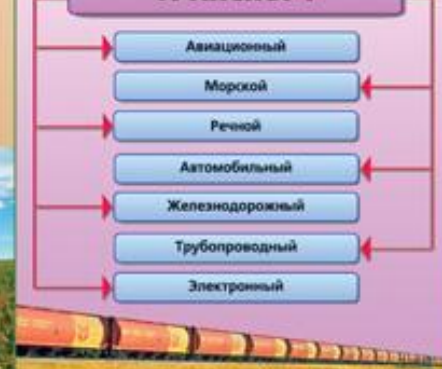 Авиационный
Морской
Речной
Автомобильный
Железнодорожный
Трубопроводный
Электронный